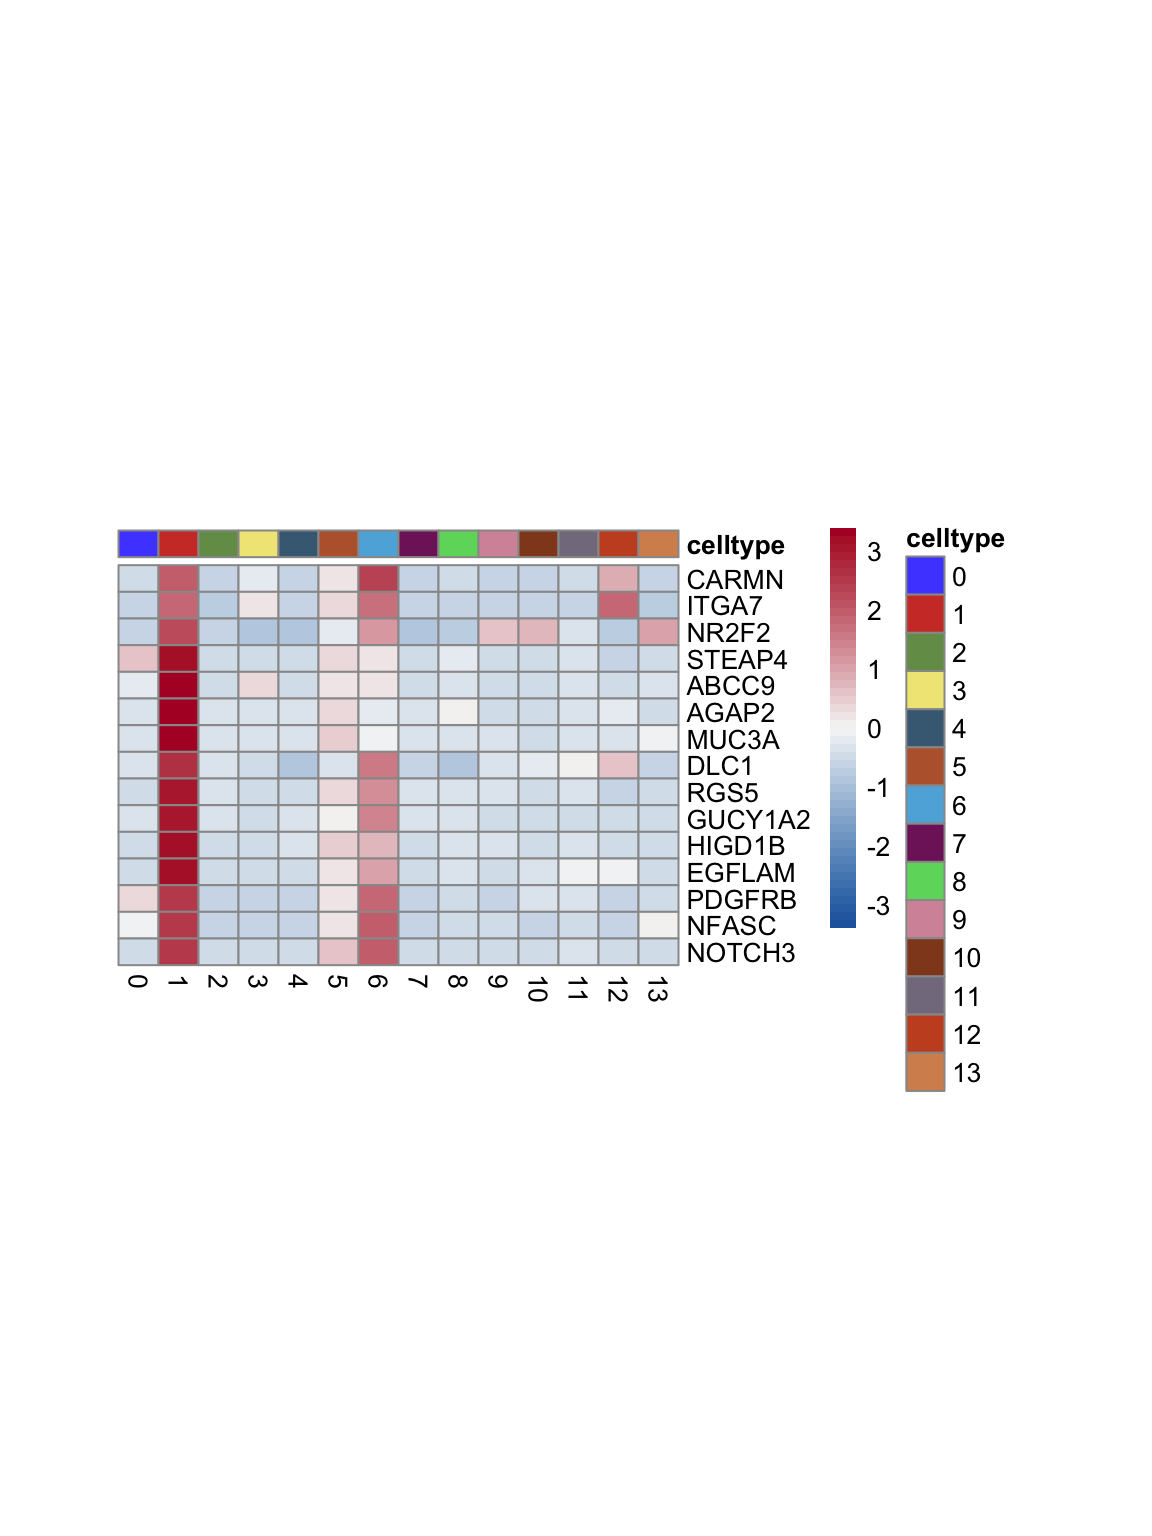 celltype
CARMN
ITGA7
NR2F2
STEAP4
ABCC9
AGAP2
MUC3A
DLC1
RGS5
GUCY1A2
HIGD1B
EGFLAM
PDGFRB
NFASC
NOTCH3
0 1 2 3 4 5 6 7 8 9 10 11 12 13
3
2
1
0
-1
-2
-3
celltype
0
1
2
3
4
5
6
7
8
9
10
11
12
13